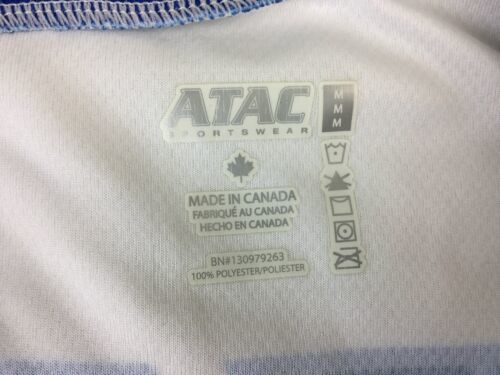 ATAC
SPORTSWEAR
M
M
M
MADE IN CANADA
FABRIQUÉ AU CANADA
HECHO EN CANADA
BN#130979263
100% POLYESTER/POLIESTER